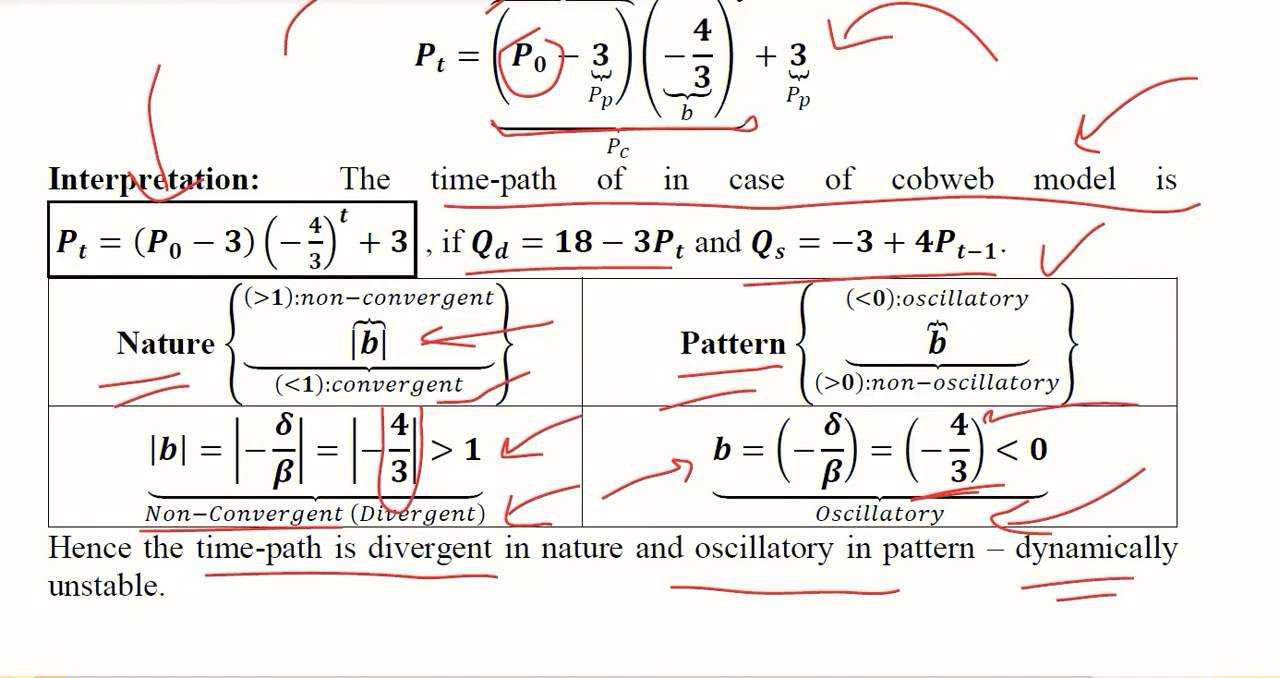 P_t = (P_0 − 3) (−4/3) + 3
P_p b P_p
P_c
Interpretation: The time-path of in case of cobweb model is
P_t = (P_0 − 3)(−4/3)^t + 3 , if Q_d = 18 − 3P_t and Q_s = −3 + 4P_{t−1}.
(>1):non−convergent
Nature { |b| }
(<1):convergent
(<0):oscillatory
Pattern { b }
(>0):non−oscillatory
|b| = |−δ/β| = |−4/3| > 1
Non−Convergent (Divergent)
b = (−δ/β) = (−4/3) < 0
Oscillatory
Hence the time-path is divergent in nature and oscillatory in pattern – dynamically
unstable.